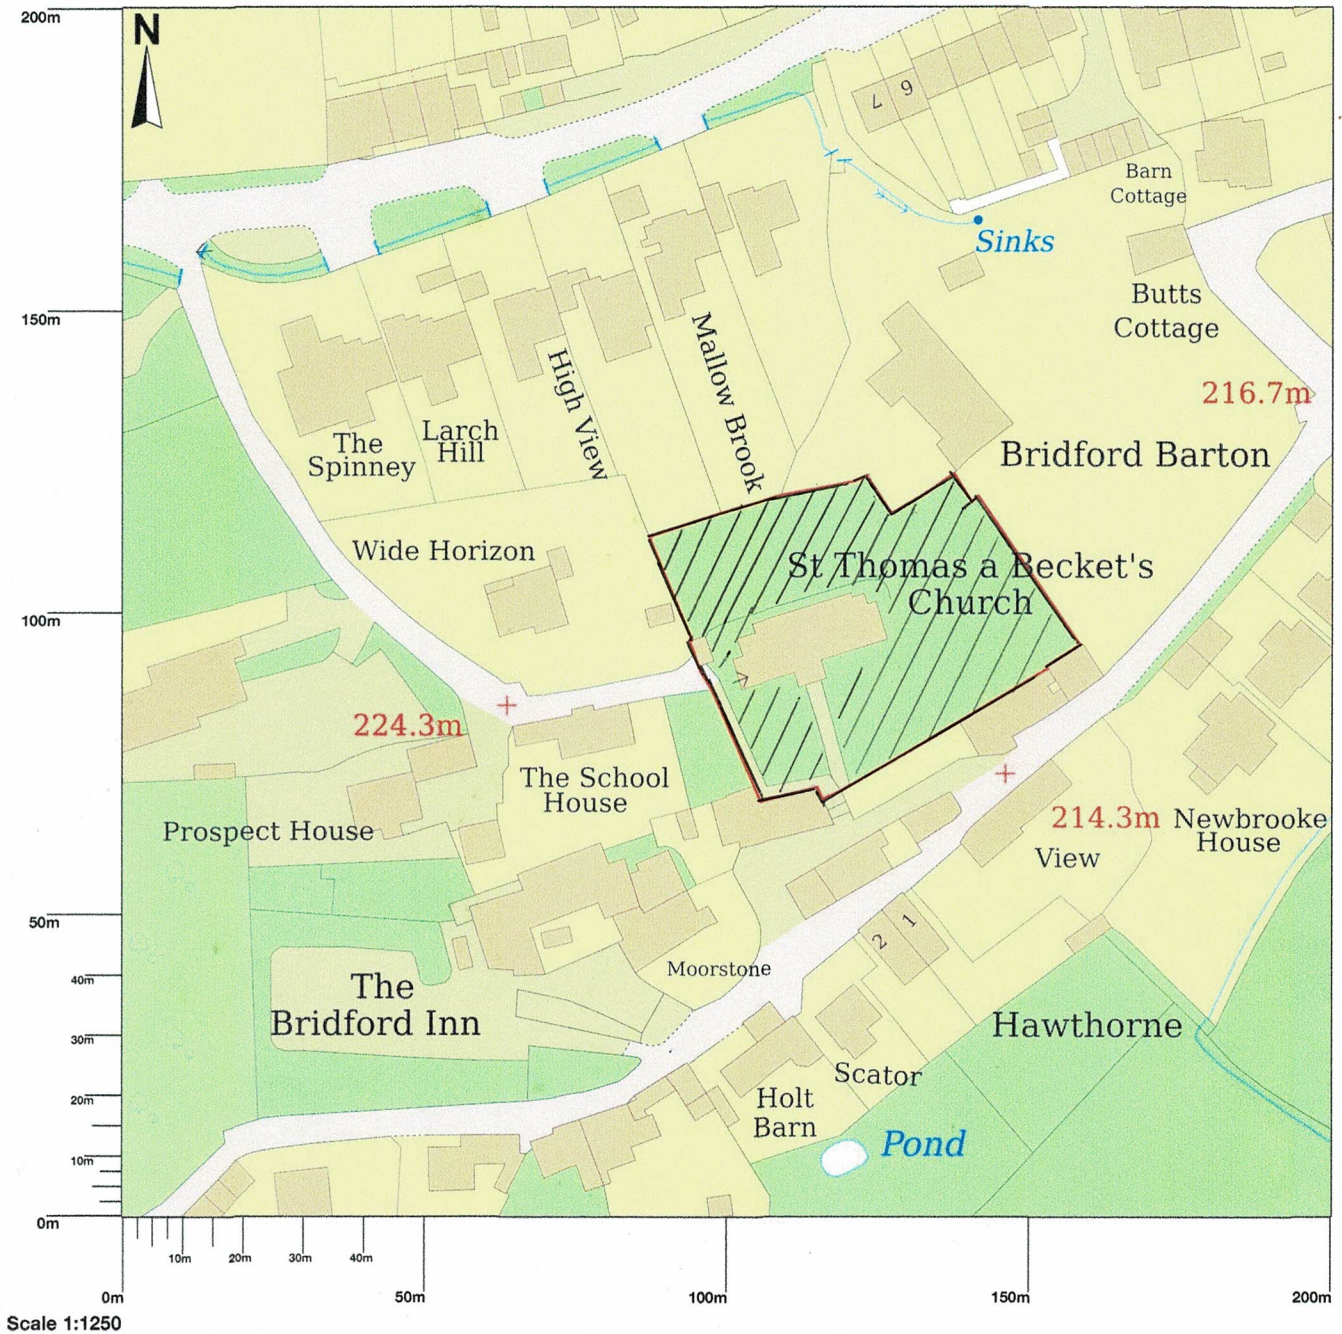 200m
N
7
6
Barn
Cottage
Sinks
Butts
Cottage
150m
Mallow Brook
High View
216.7m
Larch
Hill
The
Spinney
Bridford Barton
Wide Horizon
St Thomas a Becket's
Church
100m
224.3m
The School
House
214.3m
Newbrooke
House
Prospect House
View
50m
2
1
Moorstone
40m
The
Bridford Inn
30m
Hawthorne
Scator
20m
Holt
Barn
Pond
10m
0m
10m
20m
30m
40m
0m
50m
100m
150m
200m
Scale 1:1250